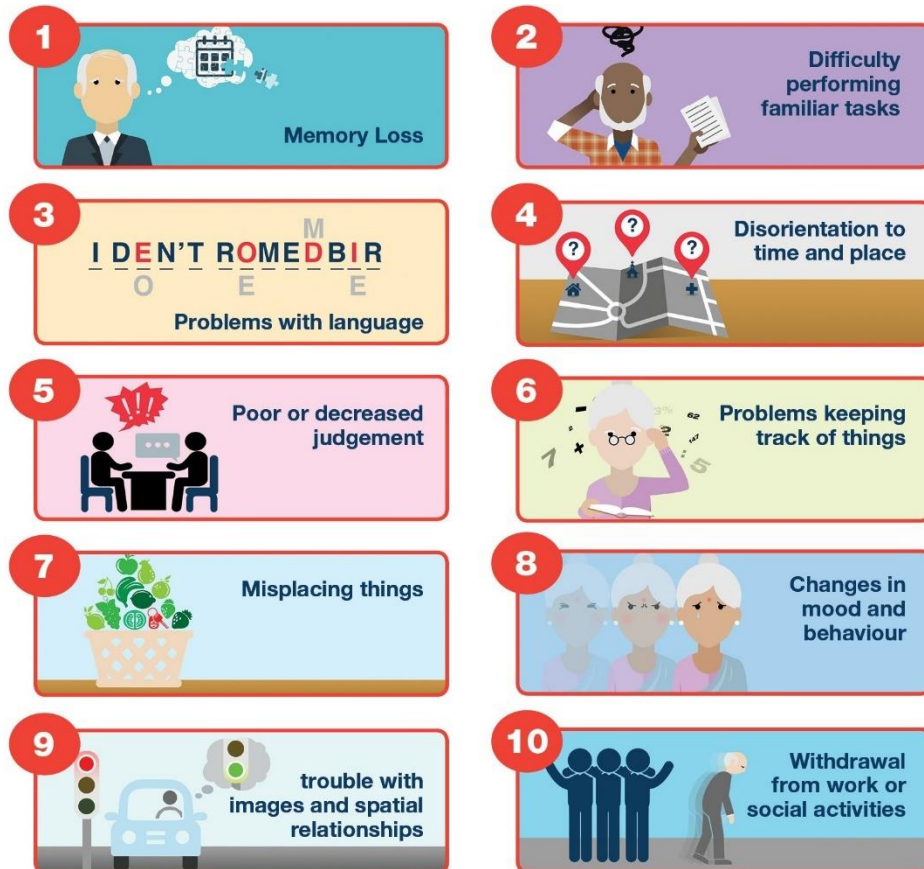 1
Memory Loss
2
Difficulty
performing
familiar tasks
3
M
I DEN'T ROMEDBIR
O E E
Problems with language
4
? ? ?
Disorientation to
time and place
5
!!!
Poor or decreased
judgement
6
Problems keeping
track of things
7
Misplacing things
8
Changes in
mood and
behaviour
9
trouble with
images and spatial
relationships
10
Withdrawal
from work or
social activities